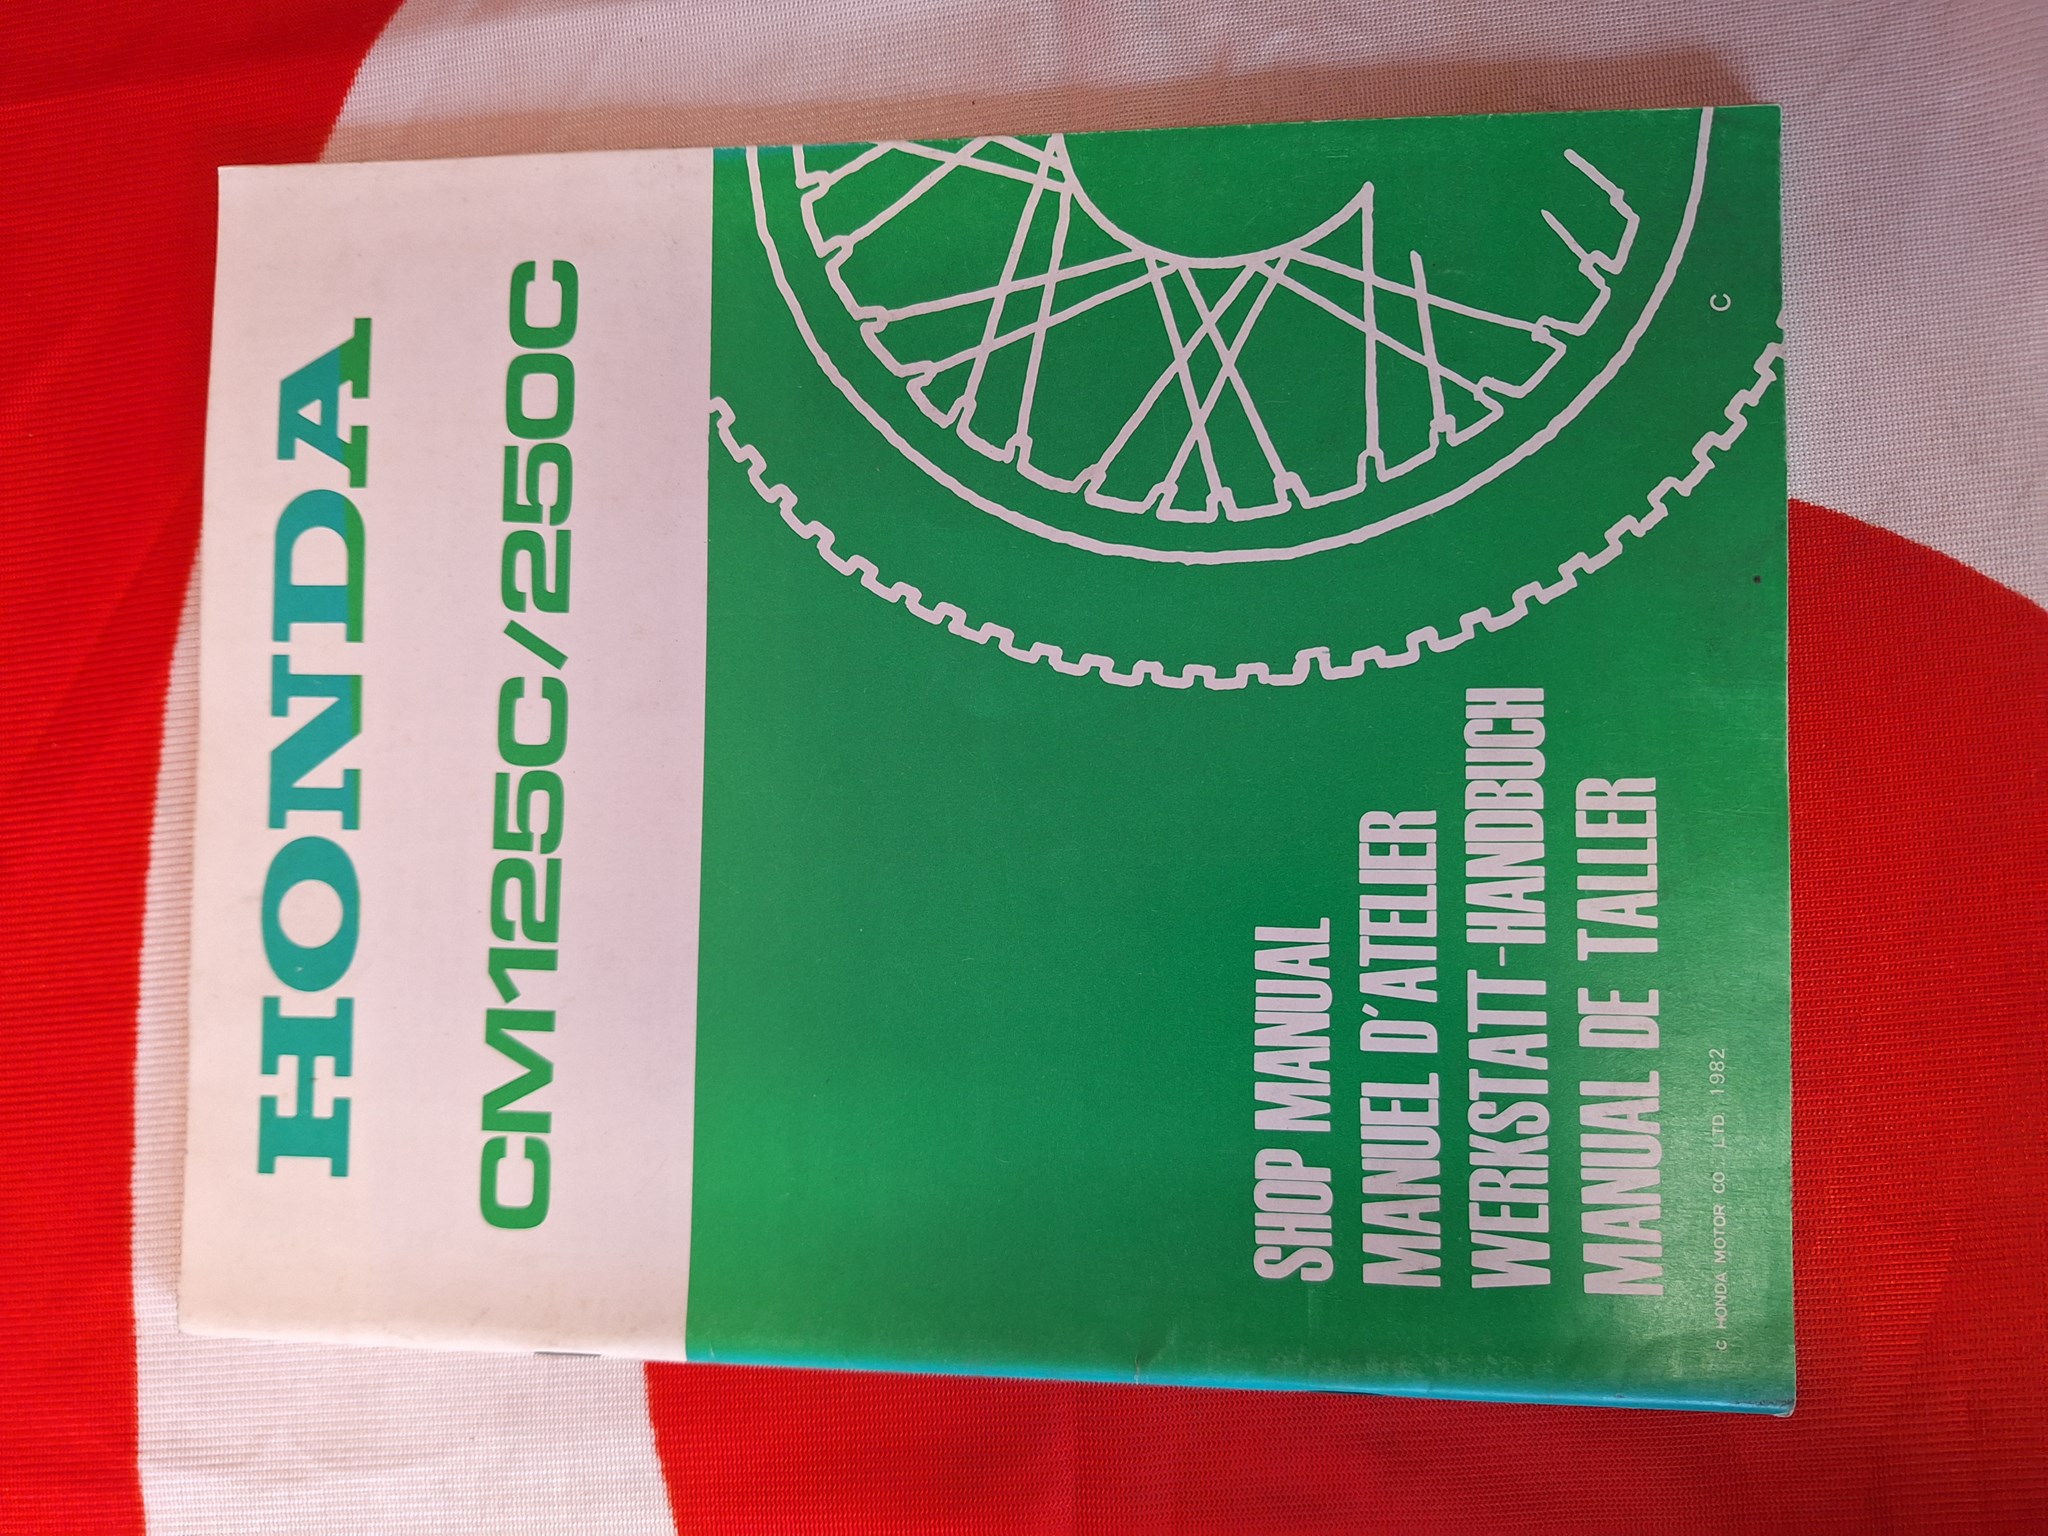 HONDA
CM125C/250C
SHOP MANUAL
MANUEL D'ATELIER
WERKSTATT-HANDBUCH
MANUAL DE TALLER
C HONDA MOTOR CO., LTD. 1982
C